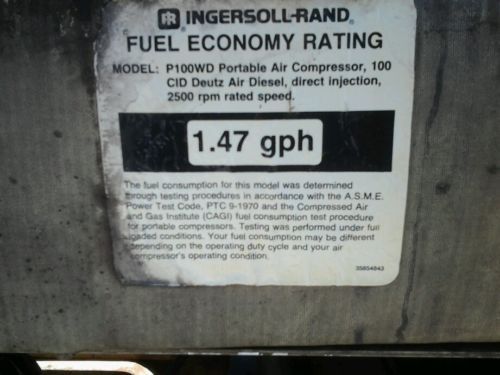 IR INGERSOLL-RAND®
FUEL ECONOMY RATING
MODEL: P100WD Portable Air Compressor, 100
CID Deutz Air Diesel, direct injection,
2500 rpm rated speed.
1.47 gph
The fuel consumption for this model was determined
through testing procedures in accordance with the A.S.M.E.
Power Test Code, PTC 9-1970 and the Compressed Air
and Gas Institute (CAGI) fuel consumption test procedure
for portable compressors. Testing was performed under full
loaded conditions. Your fuel consumption may be different
depending on the operating duty cycle and your air
compressor's operating condition.
35854843